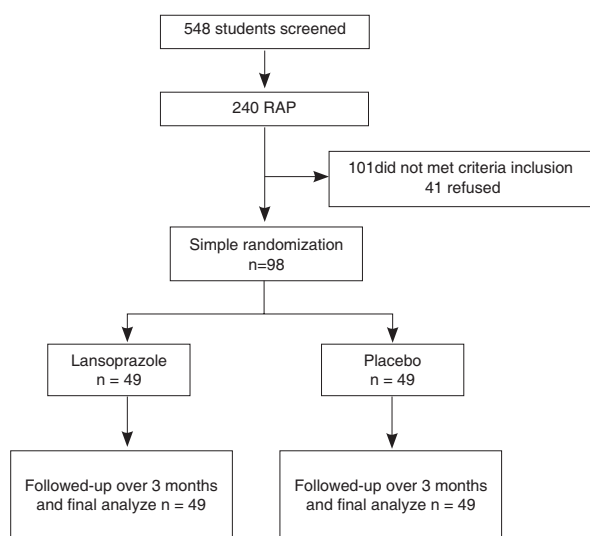 548 students screened
240 RAP
101did not met criteria inclusion
41 refused
Simple randomization
n=98
Lansoprazole
n = 49
Placebo
n = 49
Followed-up over 3 months
and final analyze n = 49
Followed-up over 3 months
and final analyze n = 49